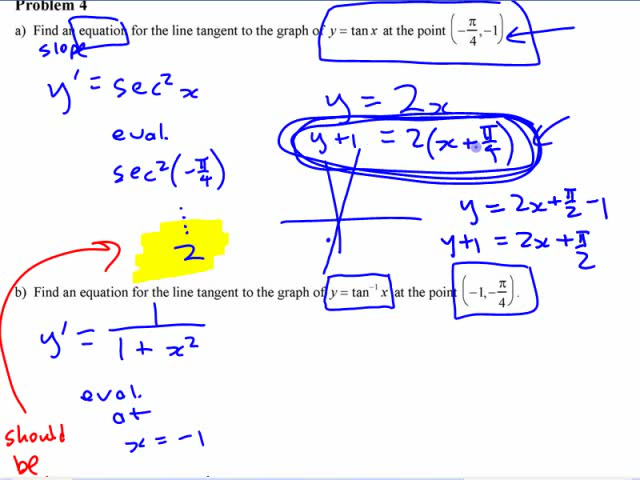 Problem 4
a) Find an equation for the line tangent to the graph of y = tan x at the point (-π/4, -1)
slope
y' = sec² x
y = 2x
eval.
y+1 = 2(x+π/4)
sec²(-π/4)
⋮
2
y = 2x+π/2-1
y+1 = 2x+π/2
b) Find an equation for the line tangent to the graph of y = tan⁻¹ x at the point (-1, -π/4).
y' = 1/(1 + x²)
eval.
at
x = -1
should
be